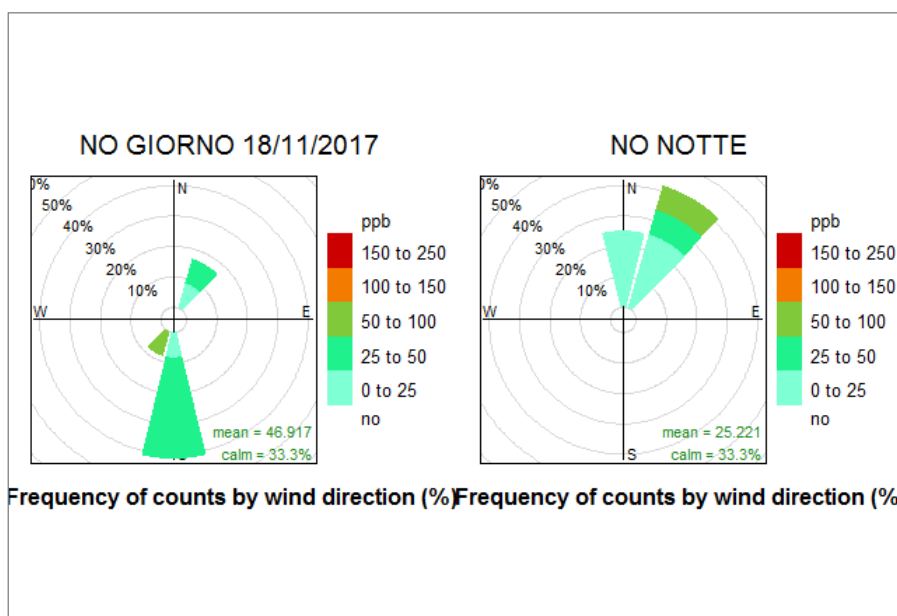 NO GIORNO 18/11/2017
0%
50%
40%
30%
20%
10%
N
W
E
mean = 46.917
calm = 33.3%
ppb
150 to 250
100 to 150
50 to 100
25 to 50
0 to 25
no
Frequency of counts by wind direction (%)
NO NOTTE
0%
50%
40%
30%
20%
10%
N
W
E
S
mean = 25.221
calm = 33.3%
ppb
150 to 250
100 to 150
50 to 100
25 to 50
0 to 25
no
Frequency of counts by wind direction (%